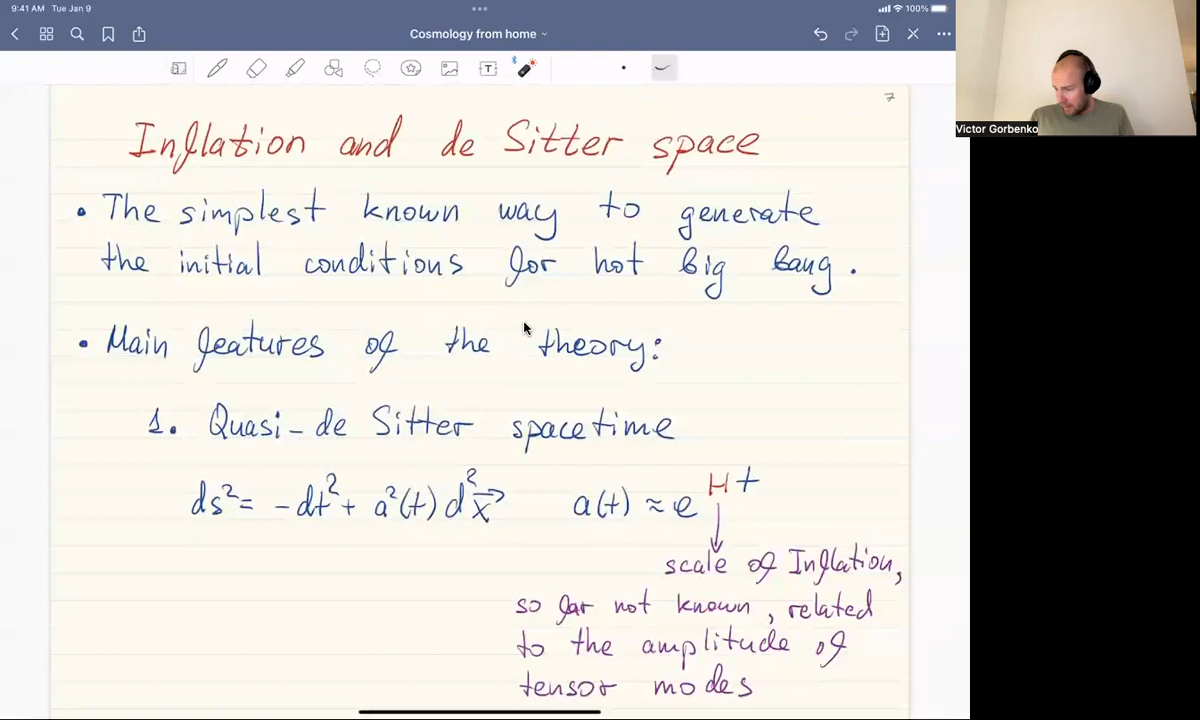 9:41 AM Tue Jan 9
100%
Cosmology from home
T
Victor Gorbenko
7
Inflation and de Sitter space
• The simplest known way to generate
the initial conditions for hot big bang.
• Main features of the theory:
1. Quasi-de Sitter spacetime
ds² = -dt² + a²(t) d²x⃗ a(t) ≈ e^{Ht}
scale of Inflation,
so far not known, related
to the amplitude of
tensor modes